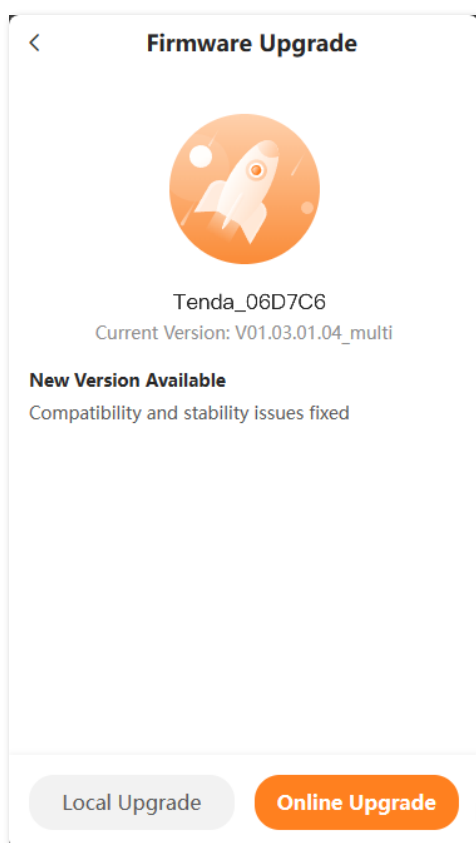 Firmware Upgrade
Tenda_06D7C6
Current Version: V01.03.01.04_multi
New Version Available
Compatibility and stability issues fixed
Local Upgrade
Online Upgrade